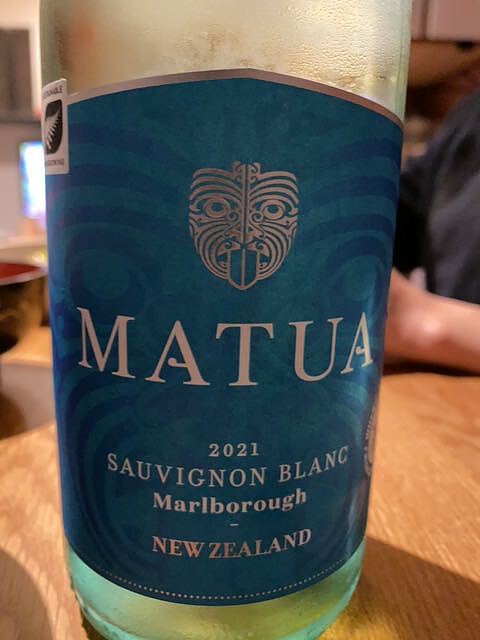 MATUA
2021
SAUVIGNON BLANC
Marlborough
NEW ZEALAND